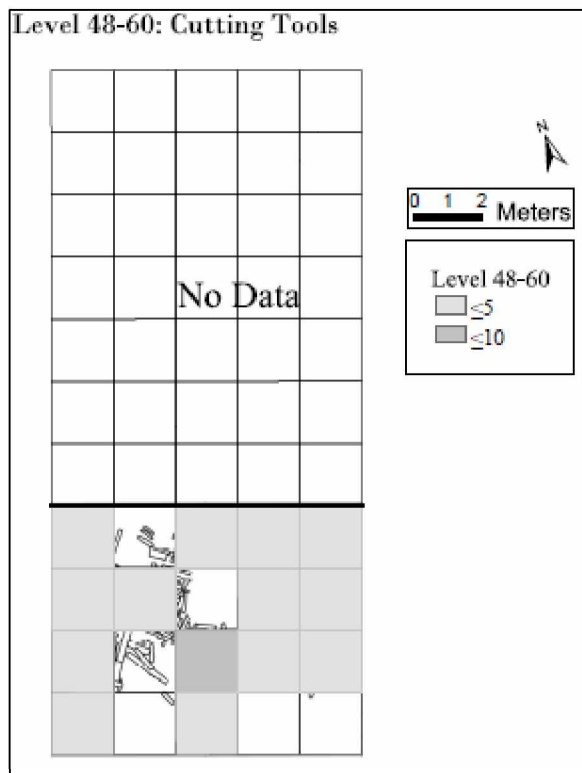 Level 48-60: Cutting Tools
N
0 1 2
Meters
No Data
Level 48-60
≤5
≤10